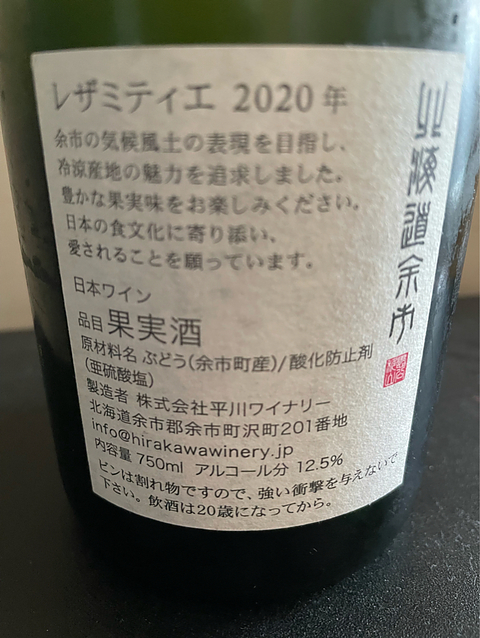 レザミティエ 2020年
余市の気候風土の表現を目指し、
冷涼産地の魅力を追求しました。
豊かな果実味をお楽しみください。
日本の食文化に寄り添い、
愛されることを願っています。
日本ワイン
品目果実酒
原材料名 ぶどう(余市町産)/酸化防止剤
(亜硫酸塩)
製造者 株式会社平川ワイナリー
北海道余市郡余市町沢町201番地
info@hirakawawinery.jp
内容量 750ml アルコール分 12.5%
ビンは割れ物ですので、強い衝撃を与えないで
下さい。飲酒は20歳になってから。
北海道余市